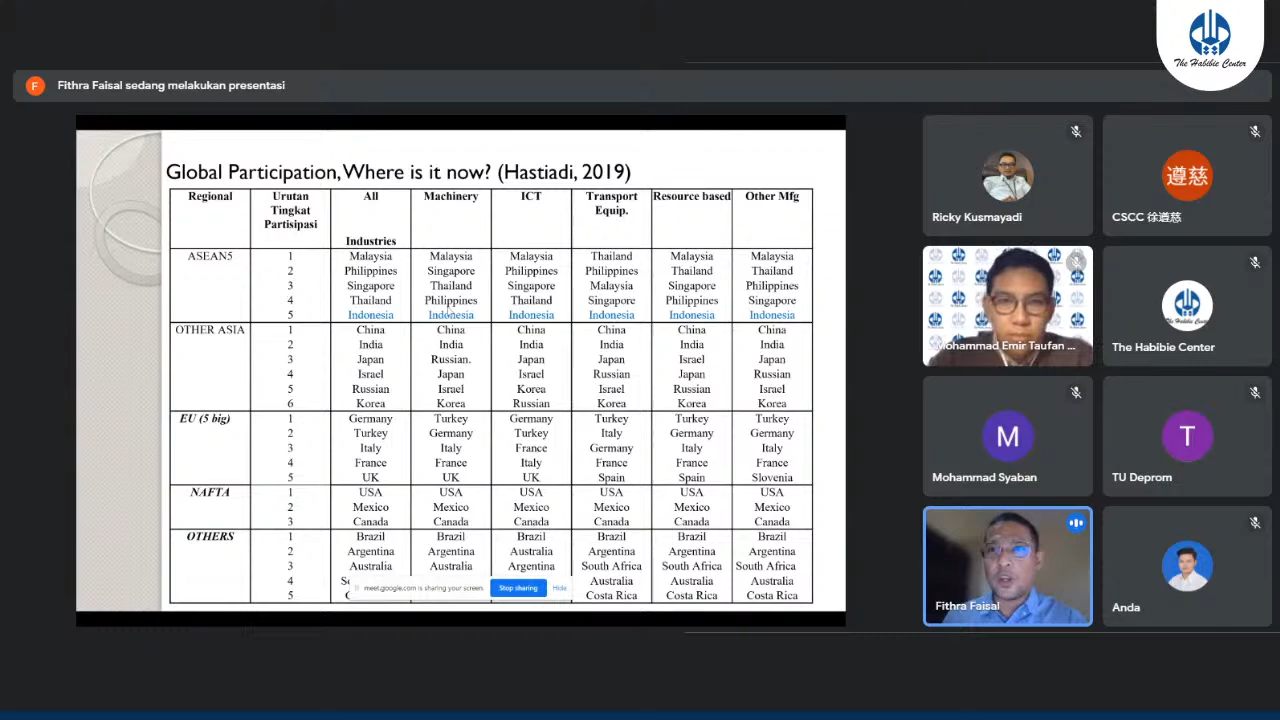 The Habibie Center
F
Fithra Faisal sedang melakukan presentasi
Global Participation, Where is it now? (Hastiadi, 2019)
Regional Urutan Tingkat Partisipasi All Industries Machinery ICT Transport Equip. Resource based Other Mfg
ASEAN5 1 Malaysia Malaysia Malaysia Thailand Malaysia Malaysia
2 Philippines Singapore Philippines Philippines Thailand Thailand
3 Singapore Thailand Singapore Malaysia Singapore Philippines
4 Thailand Philippines Thailand Singapore Philippines Singapore
5 Indonesia Indonesia Indonesia Indonesia Indonesia Indonesia
OTHER ASIA 1 China China China China China China
2 India India India India India India
3 Japan Russian. Japan Japan Israel Japan
4 Israel Japan Israel Russian Japan Russian
5 Russian Israel Korea Israel Russian Israel
6 Korea Korea Russian Korea Korea Korea
EU (5 big) 1 Germany Turkey Germany Turkey Turkey Turkey
2 Turkey Germany Turkey Italy Germany Germany
3 Italy Italy France Germany Italy Italy
4 France France Italy France France France
5 UK UK UK Spain Spain Slovenia
NAFTA 1 USA USA USA USA USA USA
2 Mexico Mexico Mexico Mexico Mexico Mexico
3 Canada Canada Canada Canada Canada Canada
OTHERS 1 Brazil Brazil Brazil Brazil Brazil Brazil
2 Argentina Argentina Australia Argentina Argentina Argentina
3 Australia Australia Argentina South Africa South Africa South Africa
4 Australia Australia Australia
5 Costa Rica Costa Rica Costa Rica
meet.google.com is sharing your screen. Stop sharing Hide
Ricky Kusmayadi
遵慈
CSCC 徐遵慈
Mohammad Emir Taufan ...
The Habibie Center
M
Mohammad Syaban
T
TU Deprom
Fithra Faisal
Anda